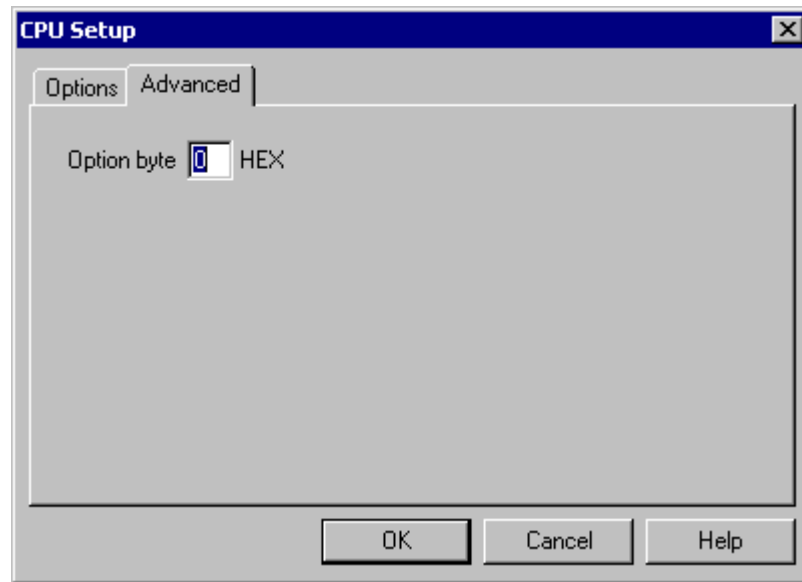 CPU Setup
Options Advanced
Option byte 0 HEX
OK Cancel Help